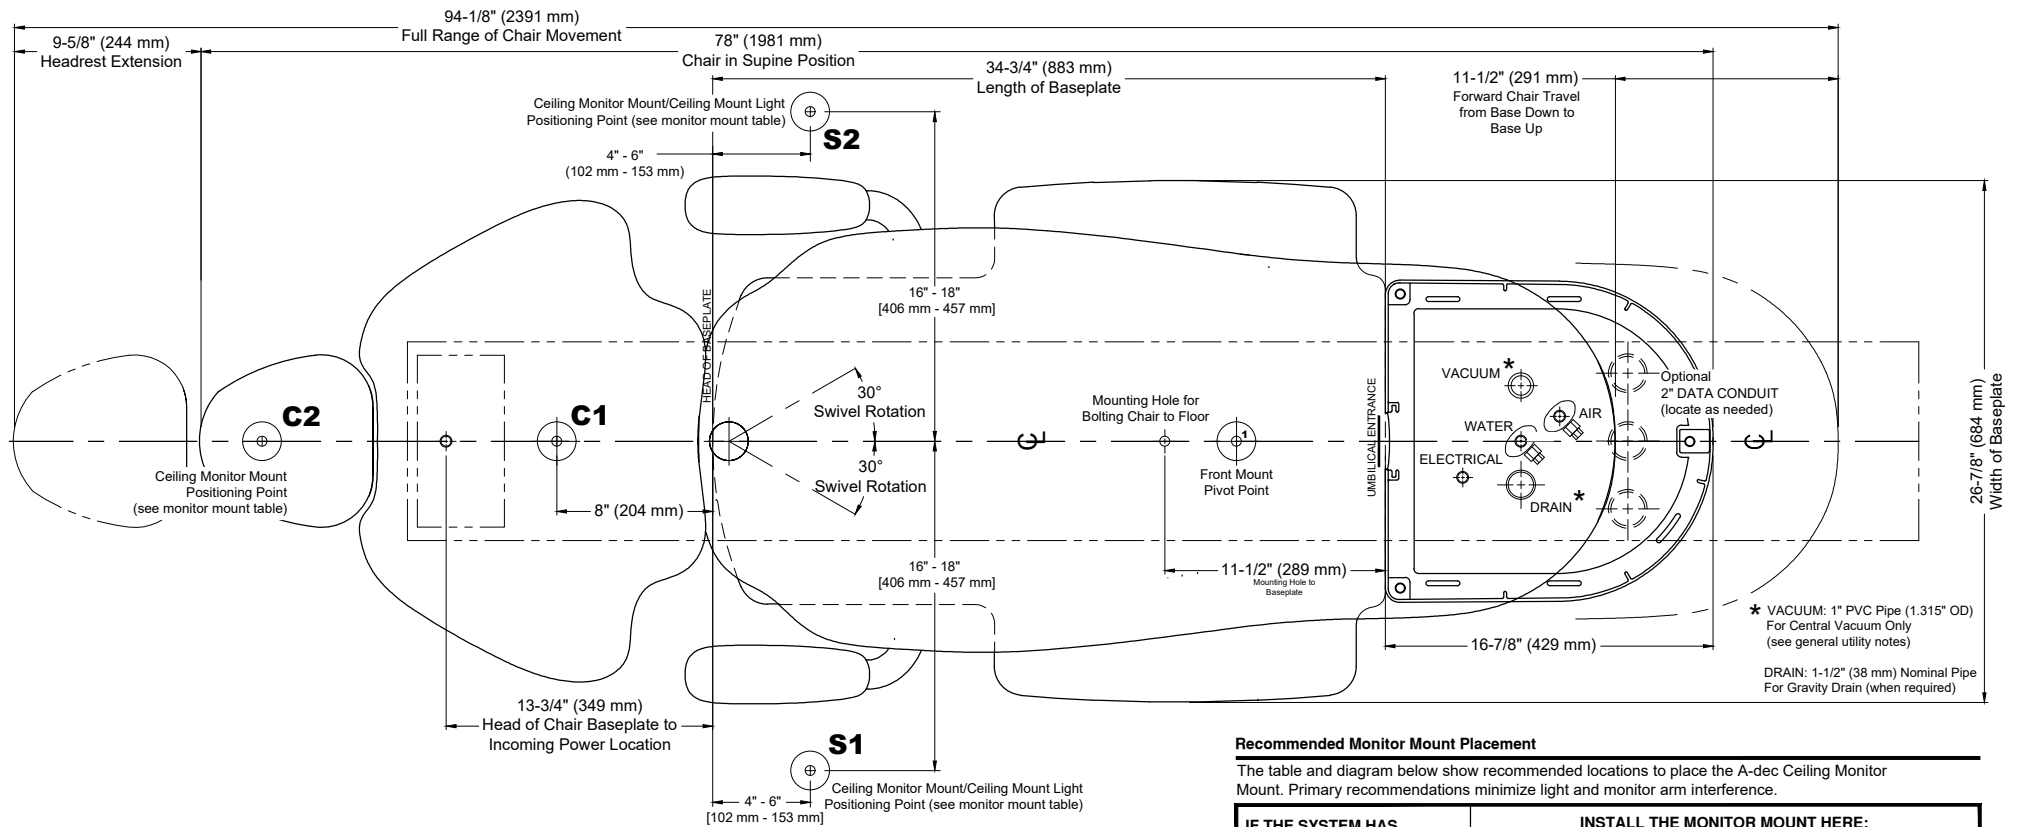 94-1/8" (2391 mm)
Full Range of Chair Movement
9-5/8" (244 mm)
Headrest Extension
78" (1981 mm)
Chair in Supine Position
34-3/4" (883 mm)
Length of Baseplate
11-1/2" (291 mm)
Forward Chair Travel
from Base Down to
Base Up
Ceiling Monitor Mount/Ceiling Mount Light
Positioning Point (see monitor mount table)
S2
4" - 6"
(102 mm - 153 mm)
16" - 18"
[406 mm - 457 mm]
HEAD OF BASEPLATE
30°
Swivel Rotation
30°
Swivel Rotation
C2
Ceiling Monitor Mount
Positioning Point
(see monitor mount table)
C1
8" (204 mm)
CL
Mounting Hole for
Bolting Chair to Floor
1
Front Mount
Pivot Point
UMBILICAL ENTRANCE
VACUUM *
AIR
WATER
ELECTRICAL
DRAIN *
Optional
2" DATA CONDUIT
(locate as needed)
CL
26-7/8" (684 mm)
Width of Baseplate
16" - 18"
[406 mm - 457 mm]
11-1/2" (289 mm)
Mounting Hole to
Baseplate
16-7/8" (429 mm)
* VACUUM: 1" PVC Pipe (1.315" OD)
For Central Vacuum Only
(see general utility notes)
DRAIN: 1-1/2" (38 mm) Nominal Pipe
For Gravity Drain (when required)
13-3/4" (349 mm)
Head of Chair Baseplate to
Incoming Power Location
S1
Ceiling Monitor Mount/Ceiling Mount Light
Positioning Point (see monitor mount table)
4" - 6"
[102 mm - 153 mm]
Recommended Monitor Mount Placement
The table and diagram below show recommended locations to place the A-dec Ceiling Monitor
Mount. Primary recommendations minimize light and monitor arm interference.
IF THE SYSTEM HAS
INSTALL THE MONITOR MOUNT HERE: